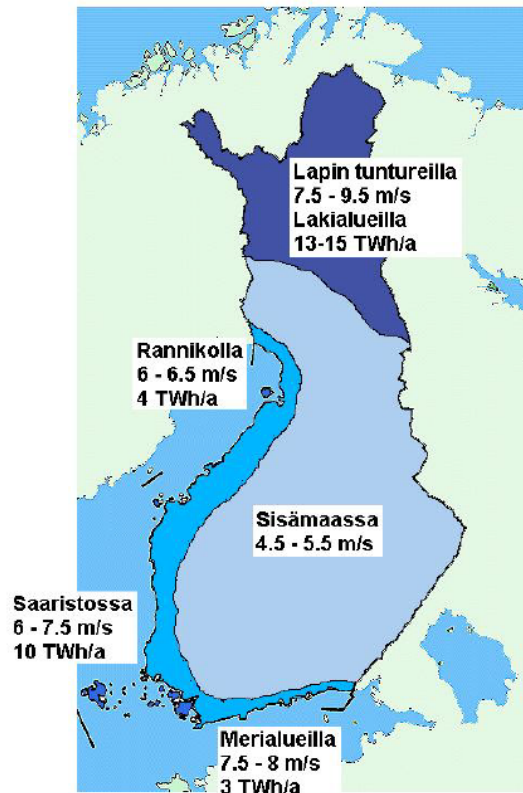 Lapin tuntureilla
7.5 - 9.5 m/s
Lakialueilla
13-15 TWh/a
Rannikolla
6 - 6.5 m/s
4 TWh/a
Sisämaassa
4.5 - 5.5 m/s
Saaristossa
6 - 7.5 m/s
10 TWh/a
Merialueilla
7.5 - 8 m/s
3 TWh/a